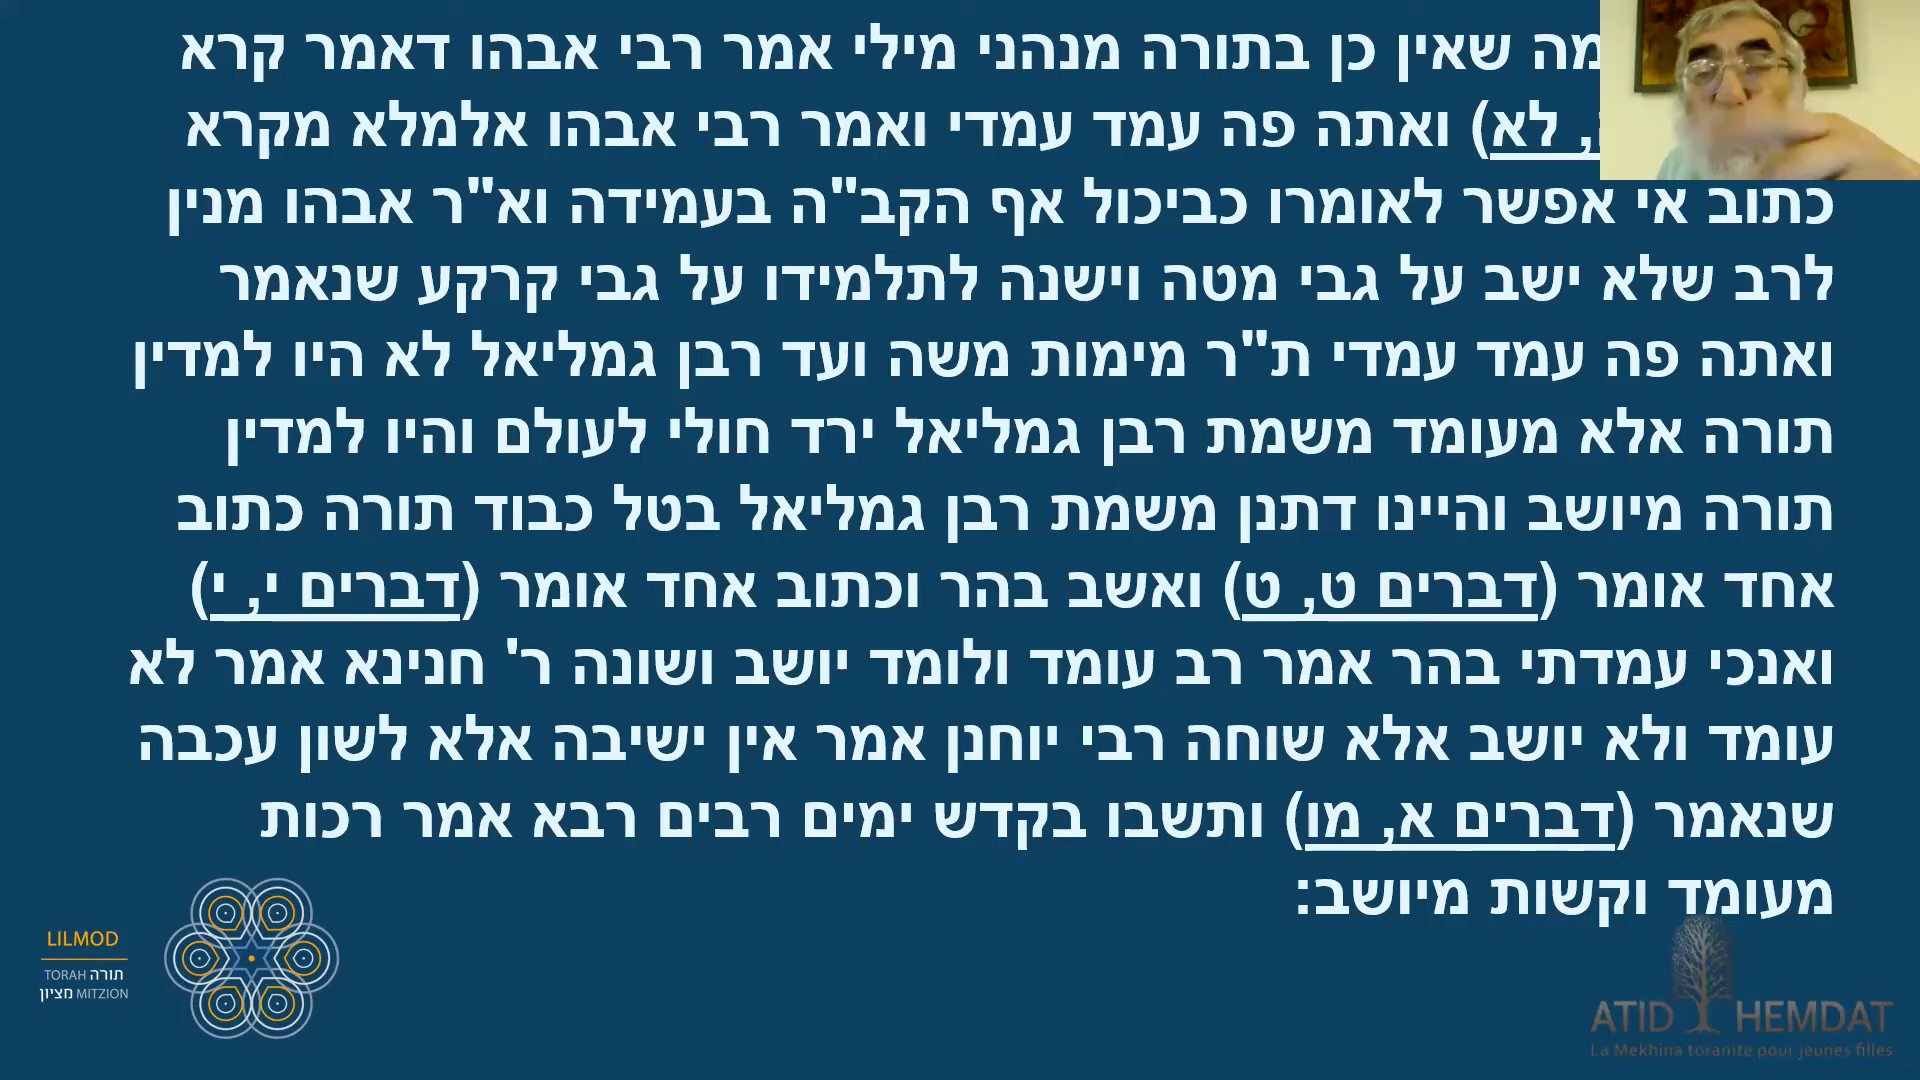 מה שאין כן בתורה מנהני מילי אמר רבי אבהו דאמר קרא
, לא) ואתה פה עמד עמדי ואמר רבי אבהו אלמלא מקרא
כתוב אי אפשר לאומרו כביכול אף הקב"ה בעמידה וא"ר אבהו מנין
לרב שלא ישב על גבי מטה וישנה לתלמידו על גבי קרקע שנאמר
ואתה פה עמד עמדי ת"ר מימות משה ועד רבן גמליאל לא היו למדין
תורה אלא מעומד משמת רבן גמליאל ירד חולי לעולם והיו למדין
תורה מיושב והיינו דתנן משמת רבן גמליאל בטל כבוד תורה כתוב
אחד אומר (דברים ט, ט) ואשב בהר וכתוב אחד אומר (דברים י, י)
ואנכי עמדתי בהר אמר רב עומד ולומד יושב ושונה ר' חנינא אמר לא
עומד ולא יושב אלא שוחה רבי יוחנן אמר אין ישיבה אלא לשון עכבה
שנאמר (דברים א, מו) ותשבו בקדש ימים רבים רבא אמר רכות
מעומד וקשות מיושב:
LILMOD
TORAH תורה
מציון MITZION
ATID HEMDAT
La Mekhina toranite pour jeunes filles